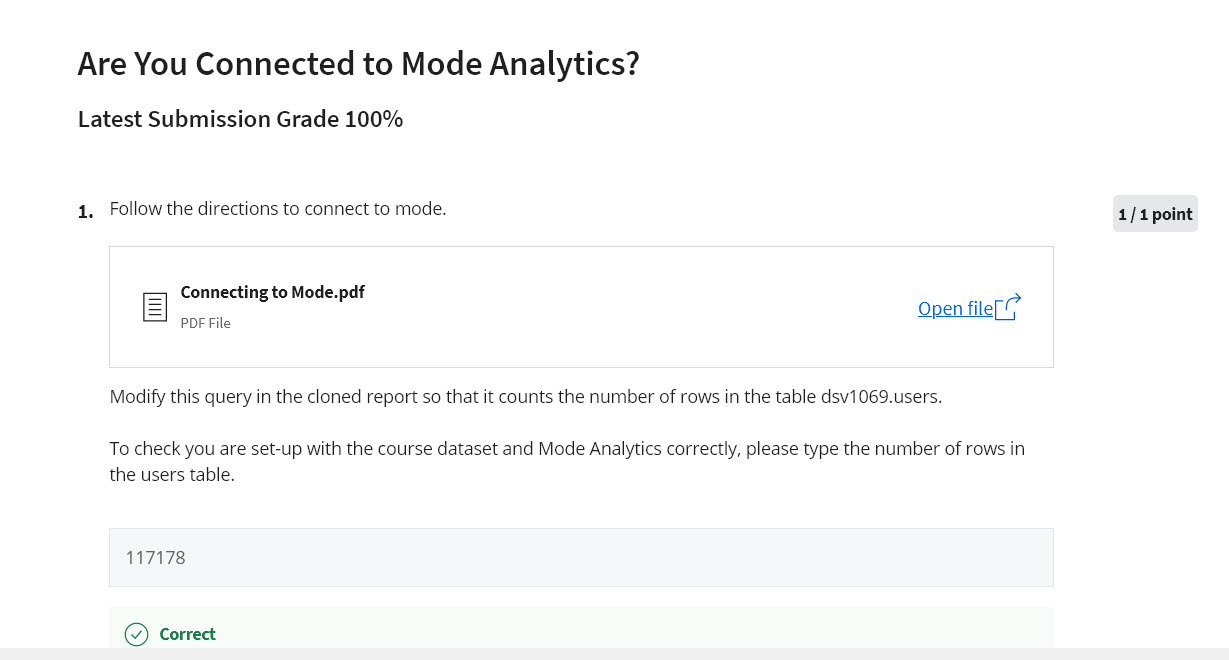 Are You Connected to Mode Analytics?
Latest Submission Grade 100%
1. Follow the directions to connect to mode.
1 / 1 point
Connecting to Mode.pdf
PDF File
Open file
Modify this query in the cloned report so that it counts the number of rows in the table dsv1069.users.
To check you are set-up with the course dataset and Mode Analytics correctly, please type the number of rows in
the users table.
117178
Correct